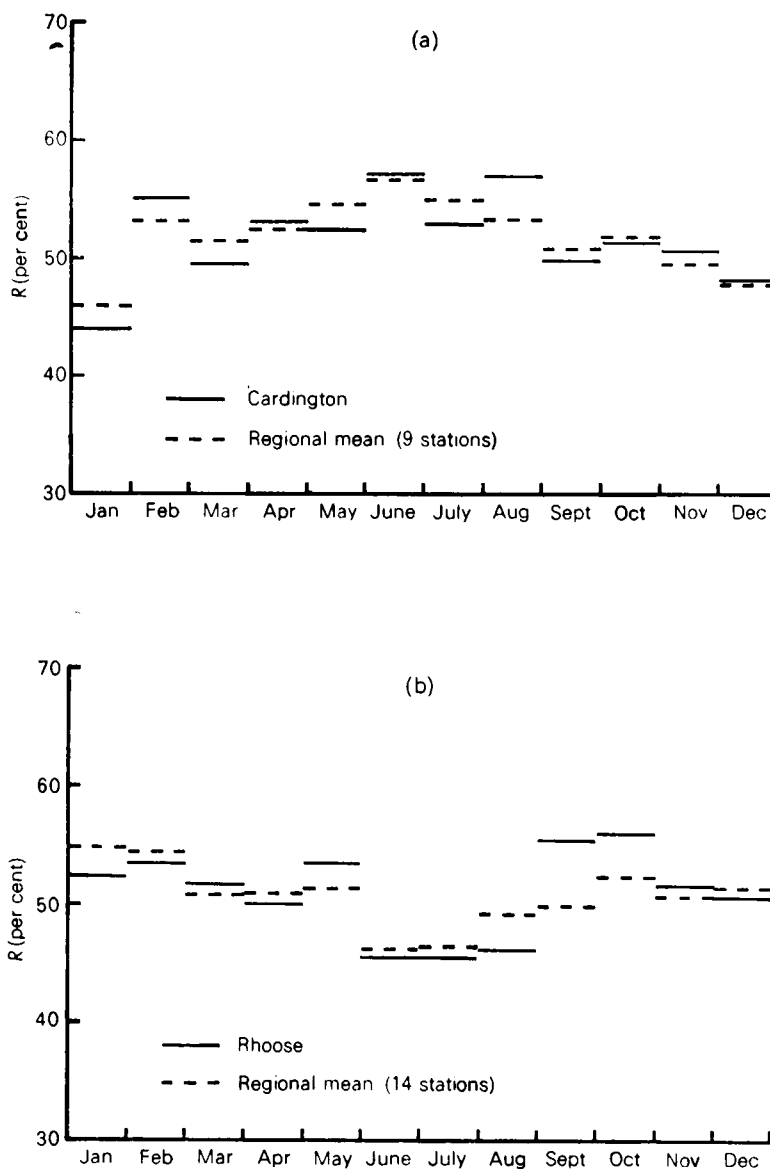 (a)
70
60
50
40
30
R (per cent)
Cardington
Regional mean (9 stations)
Jan Feb Mar Apr May June July Aug Sept Oct Nov Dec
(b)
70
60
50
40
30
R (per cent)
Rhoose
Regional mean (14 stations)
Jan Feb Mar Apr May June July Aug Sept Oct Nov Dec